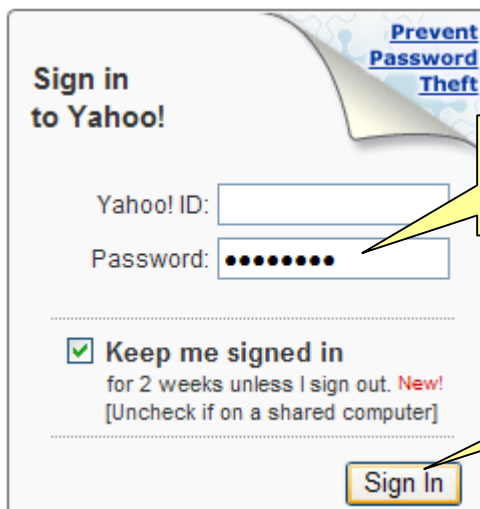 Prevent
Password
Theft
Sign in
to Yahoo!
Yahoo! ID:
Password: ●●●●●●●●
Keep me signed in
for 2 weeks unless I sign out. New!
[Uncheck if on a shared computer]
Sign In